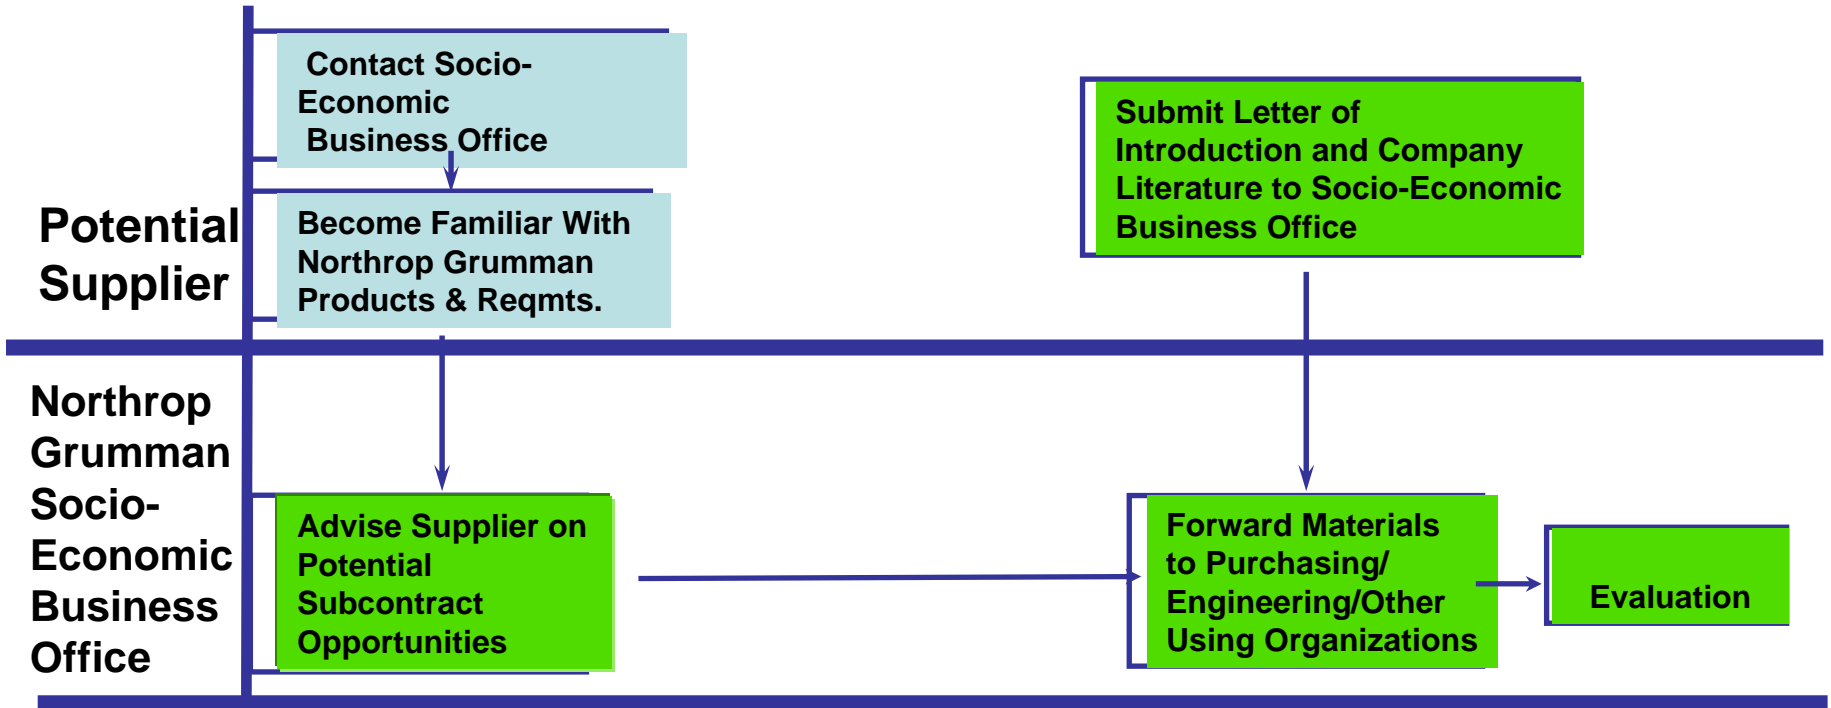 Potential
Supplier
Contact Socio-
Economic
Business Office
Become Familiar With
Northrop Grumman
Products & Reqmts.
Submit Letter of
Introduction and Company
Literature to Socio-Economic
Business Office
Northrop
Grumman
Socio-
Economic
Business
Office
Advise Supplier on
Potential
Subcontract
Opportunities
Forward Materials
to Purchasing/
Engineering/Other
Using Organizations
Evaluation